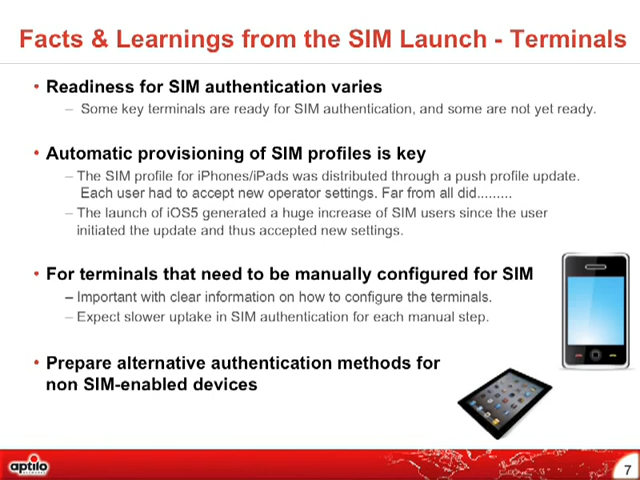 Facts & Learnings from the SIM Launch - Terminals
• Readiness for SIM authentication varies
– Some key terminals are ready for SIM authentication, and some are not yet ready.
• Automatic provisioning of SIM profiles is key
– The SIM profile for iPhones/iPads was distributed through a push profile update.
Each user had to accept new operator settings. Far from all did.........
– The launch of iOS5 generated a huge increase of SIM users since the user
initiated the update and thus accepted new settings.
• For terminals that need to be manually configured for SIM
– Important with clear information on how to configure the terminals.
– Expect slower uptake in SIM authentication for each manual step.
• Prepare alternative authentication methods for
non SIM-enabled devices
aptilo
7